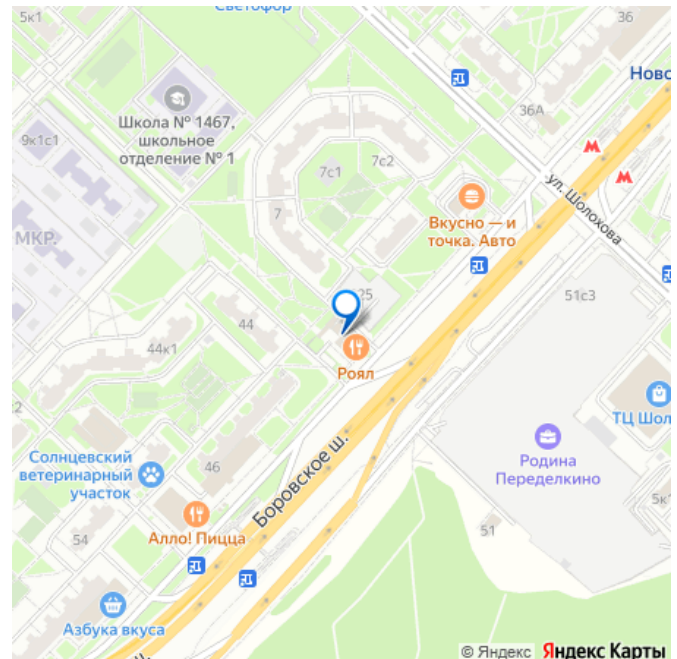 Светофор
5к1
36
Ново
36А
Школа № 1467,
школьное
отделение № 1
9к1с1
7с1
7с2
ул. Шолохова
7
Вкусно — и
точка. Авто
МКР.
25
51с3
44
44к1
Роял
2
ТЦ Шол
Солнцевский
ветеринарный
участок
46
Боровское ш.
Родина
Переделкино
5к
Алло! Пицца
51
54
Азбука вкуса
ш.
© Яндекс Яндекс Карты